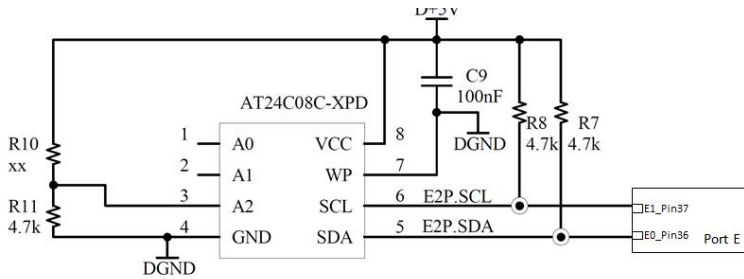 D+5V
C9
100nF
AT24C08C-XPD
R10
xx
R11
4.7k
1 A0 VCC 8
2 A1 WP 7
3 A2 SCL 6 E2P.SCL
4 GND SDA 5 E2P.SDA
DGND
DGND
R8
4.7k
R7
4.7k
E1_Pin37
E0_Pin36
Port E